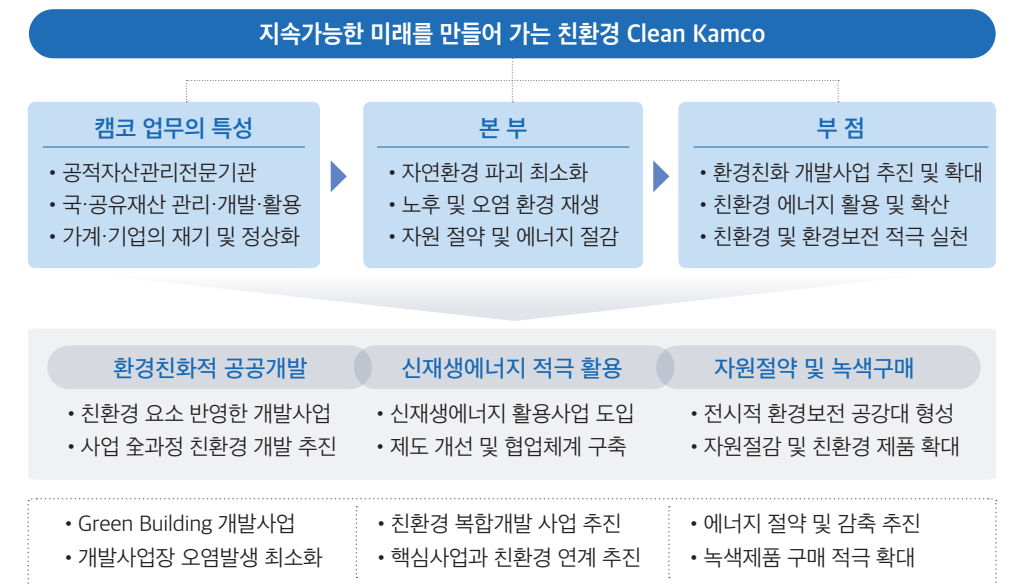 지속가능한 미래를 만들어 가는 친환경 Clean Kamco
캠코 업무의 특성
• 공적자산관리전문기관
• 국·공유재산 관리·개발·활용
• 가계·기업의 재기 및 정상화
본 부
• 자연환경 파괴 최소화
• 노후 및 오염 환경 재생
• 자원 절약 및 에너지 절감
부 점
• 환경친화 개발사업 추진 및 확대
• 친환경 에너지 활용 및 확산
• 친환경 및 환경보전 적극 실천
환경친화적 공공개발
• 친환경 요소 반영한 개발사업
• 사업 全과정 친환경 개발 추진
신재생에너지 적극 활용
• 신재생에너지 활용사업 도입
• 제도 개선 및 협업체계 구축
자원절약 및 녹색구매
• 전시적 환경보전 공강대 형성
• 자원절감 및 친환경 제품 확대
• Green Building 개발사업
• 개발사업장 오염발생 최소화
• 친환경 복합개발 사업 추진
• 핵심사업과 친환경 연계 추진
• 에너지 절약 및 감축 추진
• 녹색제품 구매 적극 확대